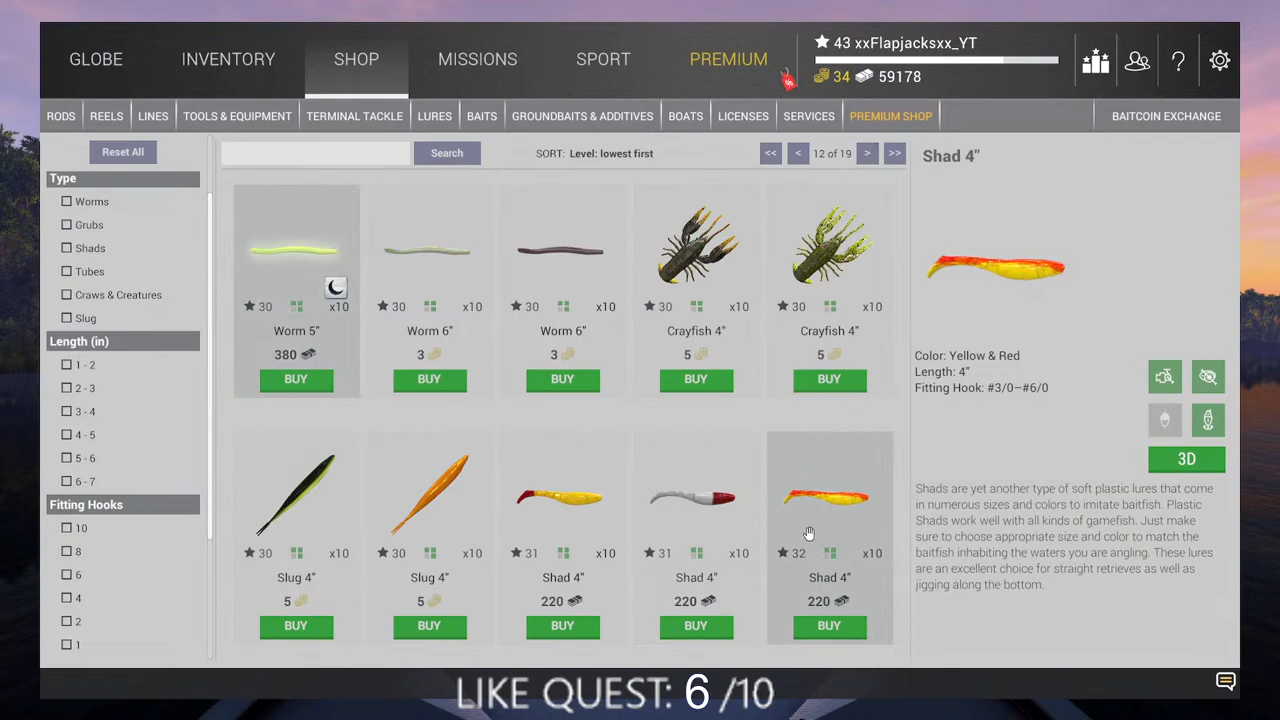 GLOBE INVENTORY SHOP MISSIONS SPORT PREMIUM
43 xxFlapjacksxx_YT
34 59178
%
?
RODS REELS LINES TOOLS & EQUIPMENT TERMINAL TACKLE LURES BAITS GROUNDBAITS & ADDITIVES BOATS LICENSES SERVICES PREMIUM SHOP BAITCOIN EXCHANGE
Reset All
Type
Worms
Grubs
Shads
Tubes
Craws & Creatures
Slug
Length (in)
1 - 2
2 - 3
3 - 4
4 - 5
5 - 6
6 - 7
Fitting Hooks
10
8
6
4
2
1
Search
SORT: Level: lowest first
<< < 12 of 19 > >>
30 x10 30 x10 30 x10 30 x10 30 x10
Worm 5" Worm 6" Worm 6" Crayfish 4" Crayfish 4"
380 3 3 5 5
BUY BUY BUY BUY BUY
30 x10 30 x10 31 x10 31 x10 32 x10
Slug 4" Slug 4" Shad 4" Shad 4" Shad 4"
5 5 220 220 220
BUY BUY BUY BUY BUY
Shad 4"
Color: Yellow & Red
Length: 4"
Fitting Hook: #3/0–#6/0
3D
Shads are yet another type of soft plastic lures that come
in numerous sizes and colors to imitate baitfish. Plastic
Shads work well with all kinds of gamefish. Just make
sure to choose appropriate size and color to match the
baitfish inhabiting the waters you are angling. These lures
are an excellent choice for straight retrieves as well as
jigging along the bottom.
LIKE QUEST: 6 /10